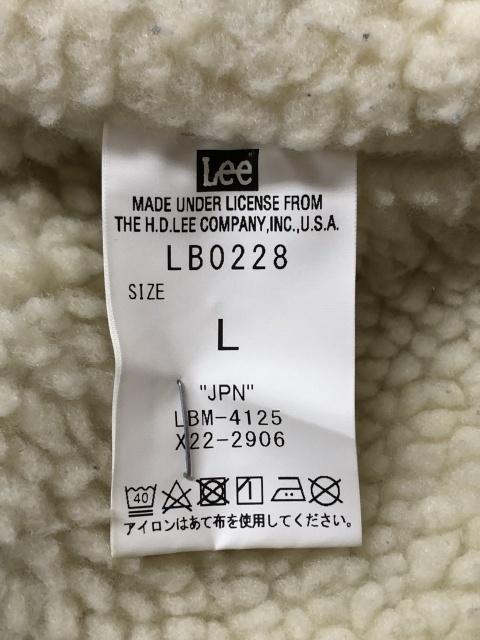 Lee
MADE UNDER LICENSE FROM
THE H.D.LEE COMPANY,INC.,U.S.A.
LB0228
SIZE
L
"JPN"
LBM-4125
X22-2906
40
アイロンはあて布を使用してください。